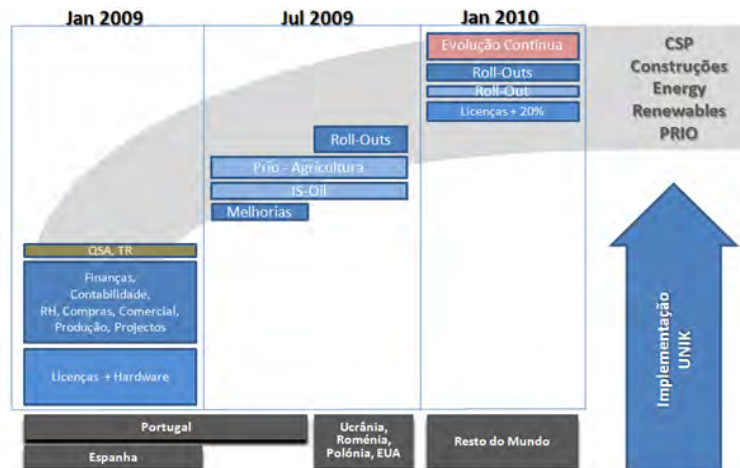 Jan 2009
Jul 2009
Jan 2010
Evolução Contínua
Roll-Outs
Roll-Out
Licenças + 20%
CSP
Construções
Energy
Renewables
PRIO
Roll-Outs
Prio - Agricultura
IS-Oil
Melhorias
QSA, TR
Finanças,
Contabilidade,
RH, Compras, Comercial,
Produção, Projectos
Licenças + Hardware
Implementação
UNIK
Portugal
Espanha
Ucrânia,
Roménia,
Polónia, EUA
Resto do Mundo